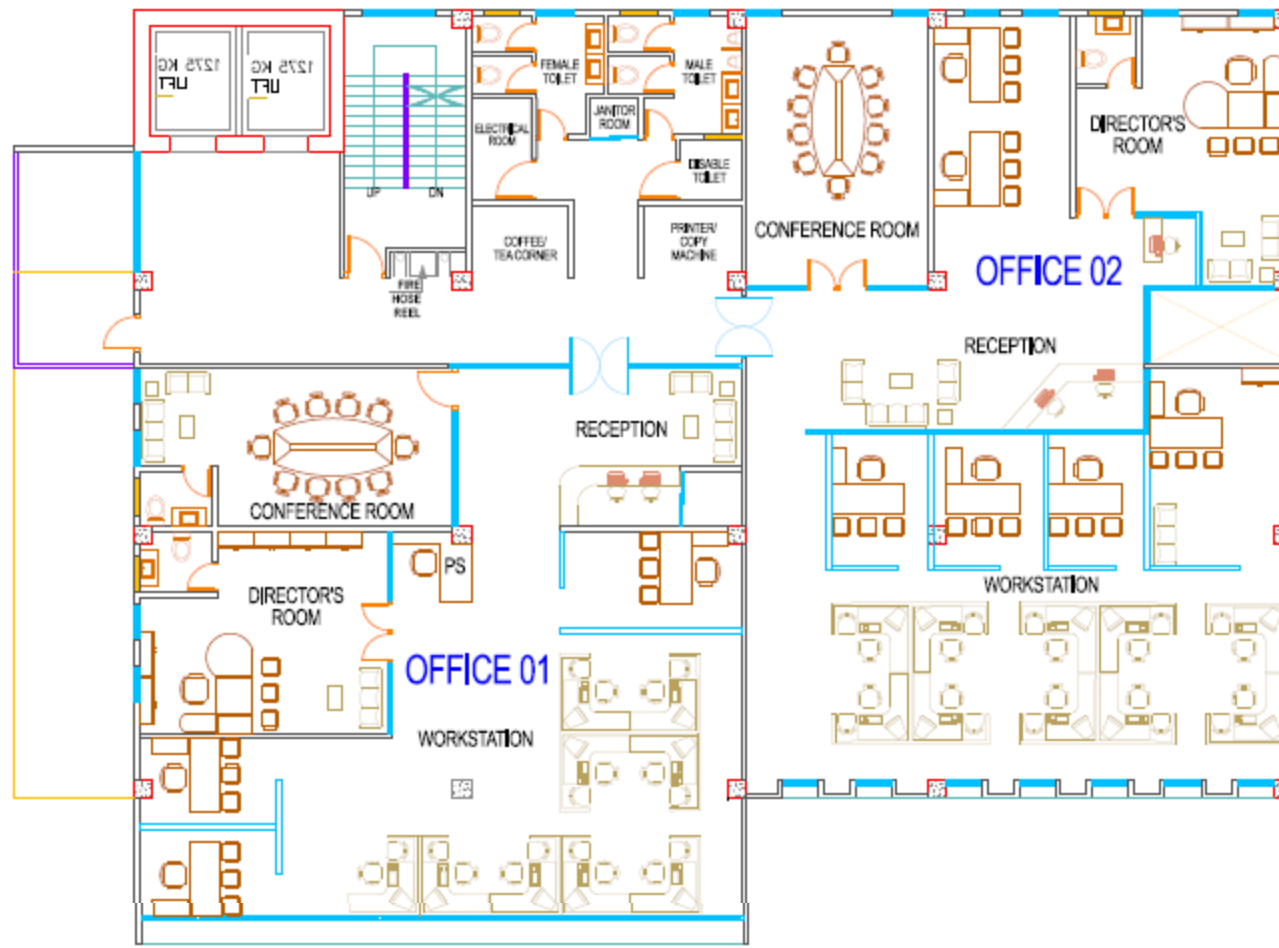 1275 KG
LIFT
1275 KG
LIFT
UP
DN
FEMALE
TOILET
MALE
TOILET
ELECTRICAL
ROOM
JANITOR
ROOM
DISABLE
TOILET
COFFEE/
TEA CORNER
PRINTER/
COPY
MACHINE
FIRE
HOSE
REEL
CONFERENCE ROOM
DIRECTOR'S
ROOM
OFFICE 02
RECEPTION
RECEPTION
CONFERENCE ROOM
PS
DIRECTOR'S
ROOM
WORKSTATION
OFFICE 01
WORKSTATION